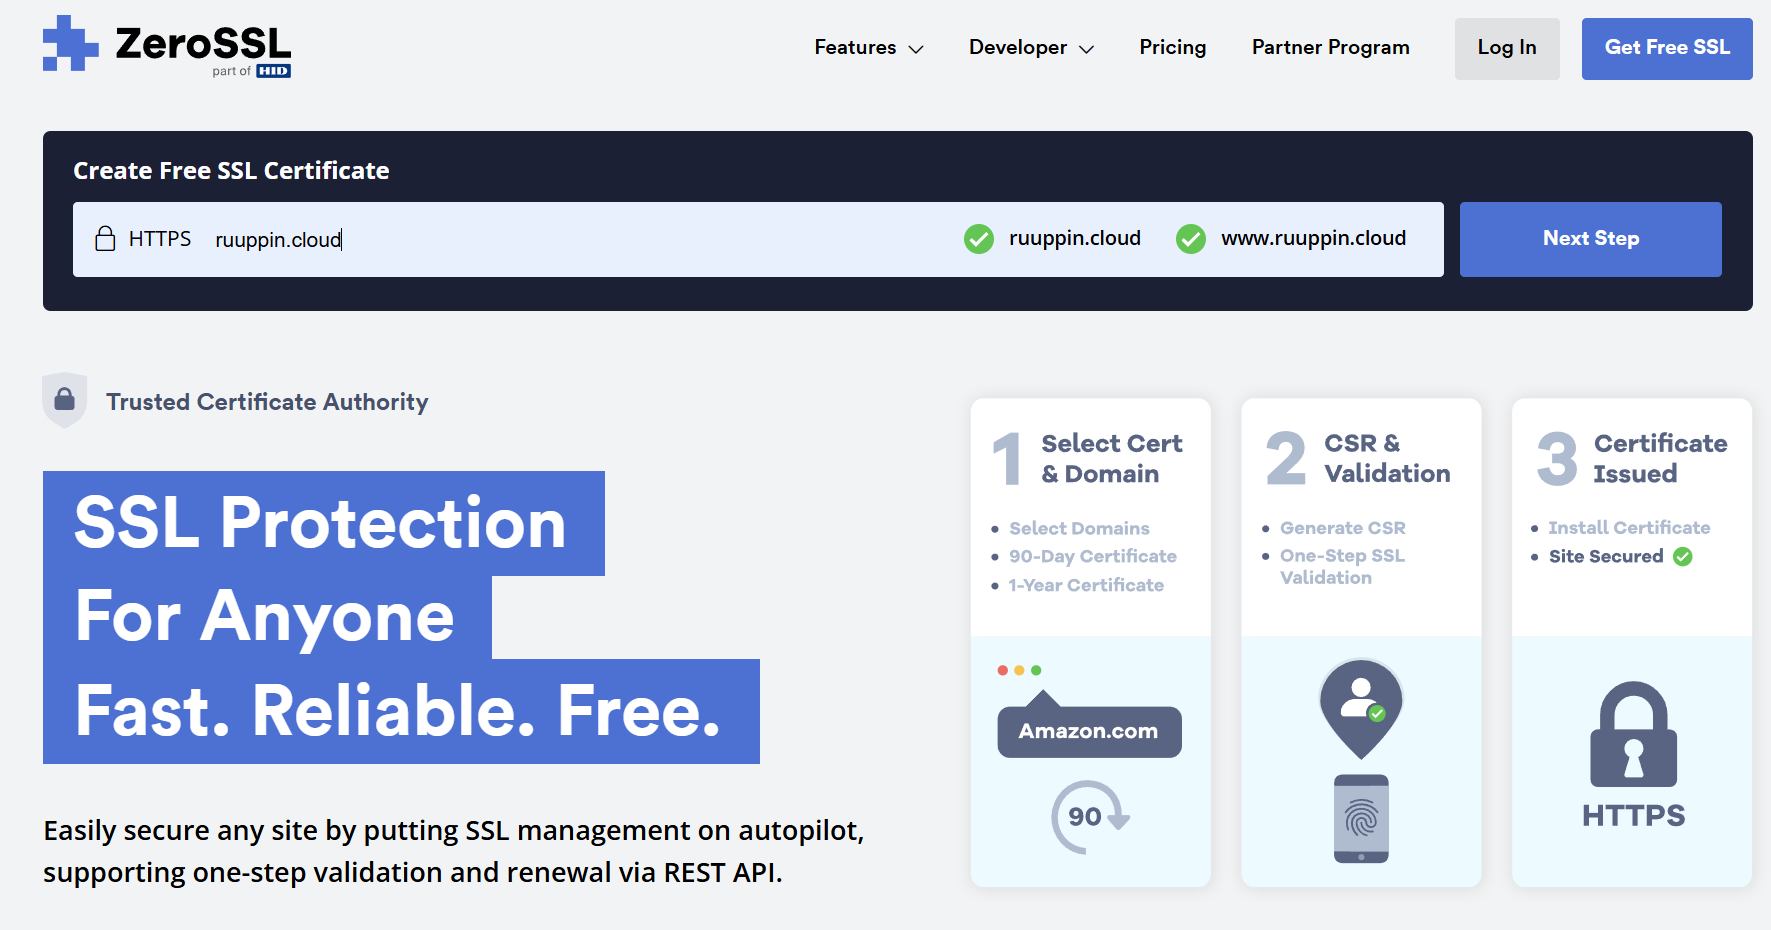 ZeroSSL
part of HID
Features
Developer
Pricing
Partner Program
Log In
Get Free SSL
Create Free SSL Certificate
HTTPS ruuppin.cloud
ruuppin.cloud
www.ruuppin.cloud
Next Step
Trusted Certificate Authority
SSL Protection
For Anyone
Fast. Reliable. Free.
Easily secure any site by putting SSL management on autopilot,
supporting one-step validation and renewal via REST API.
1
Select Cert
& Domain
Select Domains
90-Day Certificate
1-Year Certificate
Amazon.com
90
2
CSR &
Validation
Generate CSR
One-Step SSL
Validation
3
Certificate
Issued
Install Certificate
Site Secured
HTTPS